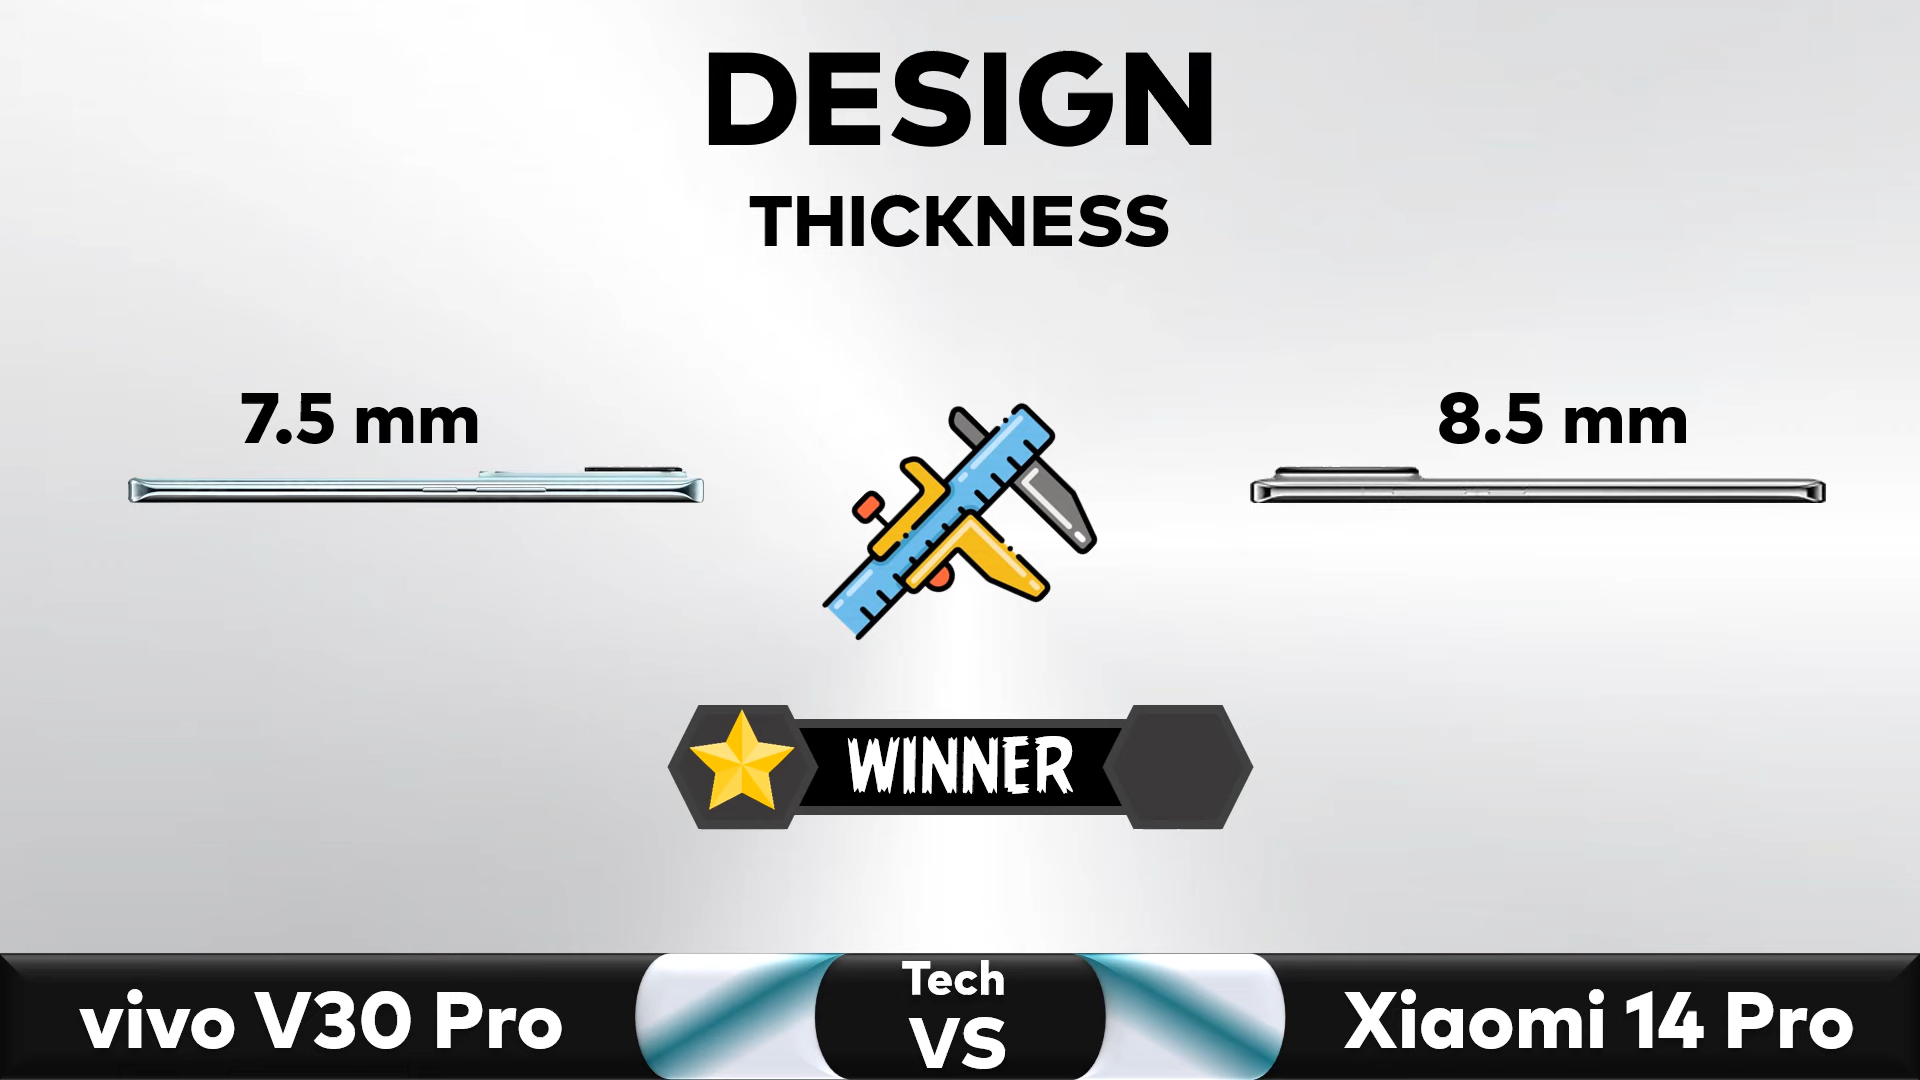 DESIGN
THICKNESS
7.5 mm
8.5 mm
WINNER
vivo V30 Pro
Tech
VS
Xiaomi 14 Pro